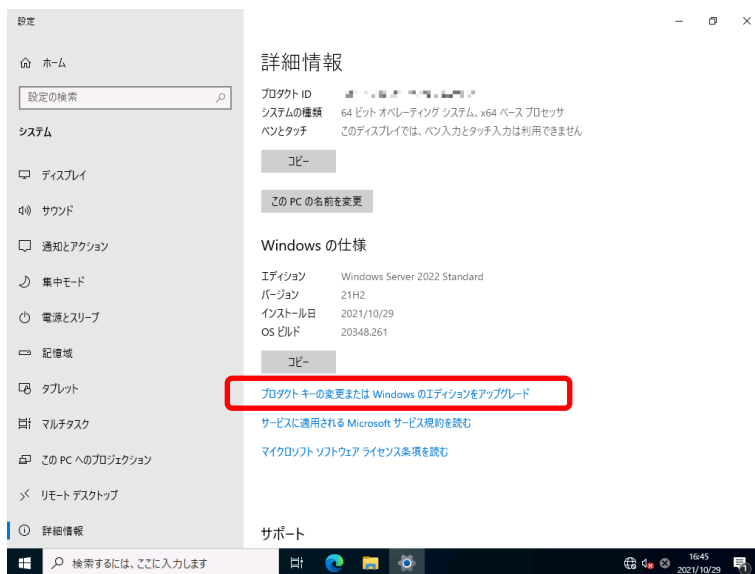 設定
ホーム
設定の検索
システム
ディスプレイ
サウンド
通知とアクション
集中モード
電源とスリープ
記憶域
タブレット
マルチタスク
この PC へのプロジェクション
リモート デスクトップ
詳細情報
詳細情報
プロダクト ID
システムの種類 64 ビット オペレーティング システム、x64 ベース プロセッサ
ペンとタッチ このディスプレイでは、ペン入力とタッチ入力は利用できません
コピー
この PC の名前を変更
Windows の仕様
エディション Windows Server 2022 Standard
バージョン 21H2
インストール日 2021/10/29
OS ビルド 20348.261
コピー
プロダクト キーの変更または Windows のエディションをアップグレード
サービスに適用される Microsoft サービス規約を読む
マイクロソフト ソフトウェア ライセンス条項を読む
サポート
検索するには、ここに入力します
16:45
2021/10/29